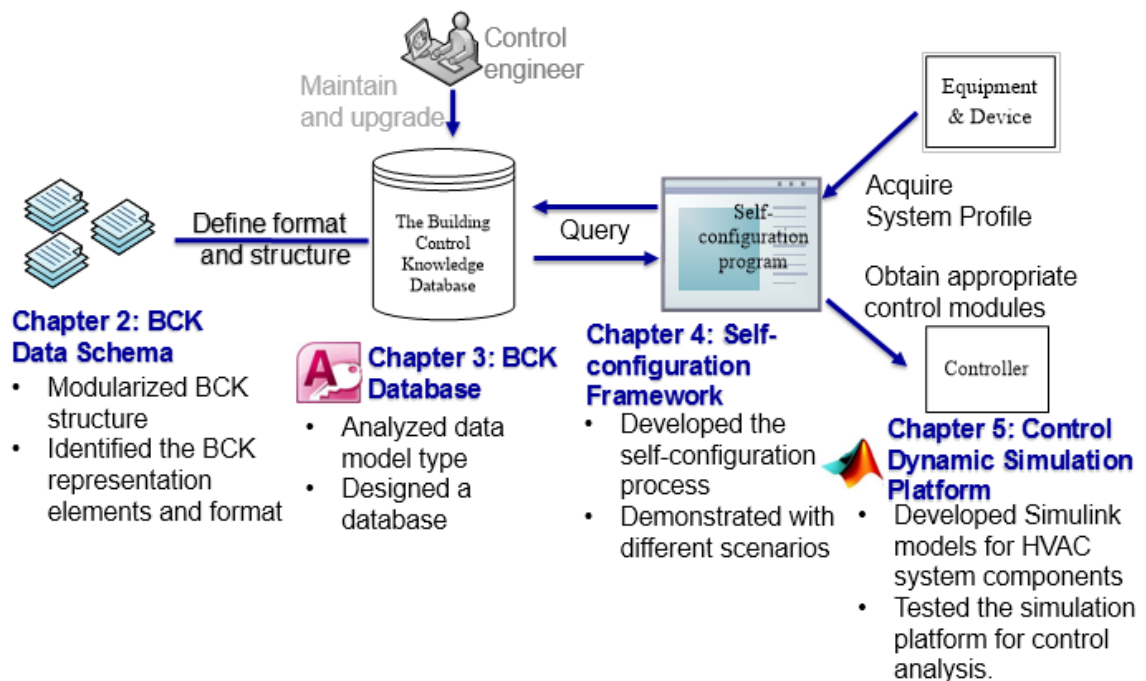 Control
engineer
Maintain
and upgrade
Equipment
& Device
Acquire
System Profile
Define format
and structure
The Building
Control
Knowledge
Database
Query
Self-
configuration
program
Obtain appropriate
control modules
Controller
Chapter 2: BCK
Data Schema
• Modularized BCK
structure
• Identified the BCK
representation
elements and format
A
Chapter 3: BCK
Database
• Analyzed data
model type
• Designed a
database
Chapter 4: Self-
configuration
Framework
• Developed the
self-configuration
process
• Demonstrated with
different scenarios
Chapter 5: Control
Dynamic Simulation
Platform
• Developed Simulink
models for HVAC
system components
• Tested the simulation
platform for control
analysis.